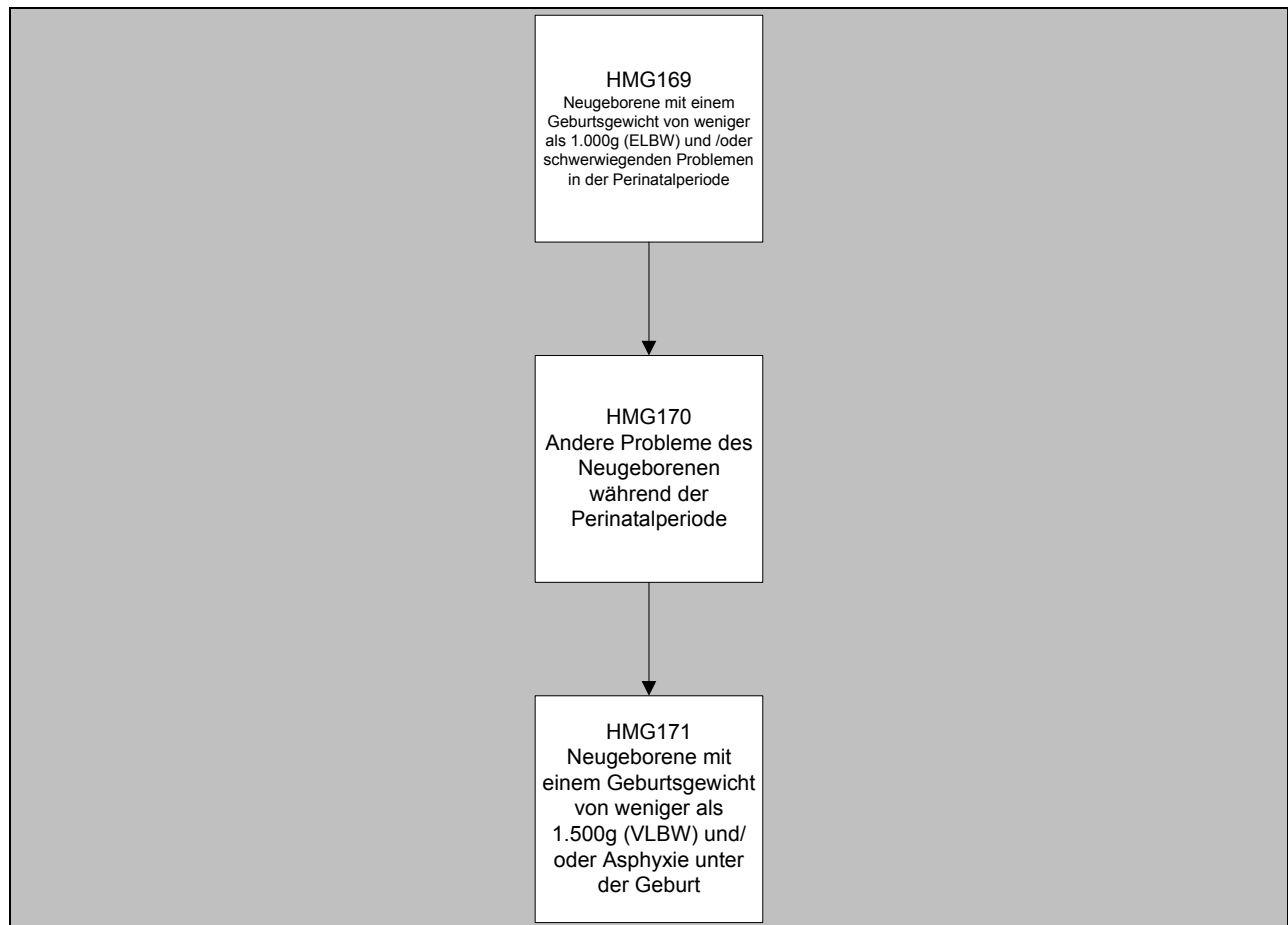 HMG169
Neugeborene mit einem
Geburtsgewicht von weniger
als 1.000g (ELBW) und /oder
schwerwiegenden Problemen
in der Perinatalperiode
HMG170
Andere Probleme des
Neugeborenen
während der
Perinatalperiode
HMG171
Neugeborene mit
einem Geburtsgewicht
von weniger als
1.500g (VLBW) und/
oder Asphyxie unter
der Geburt